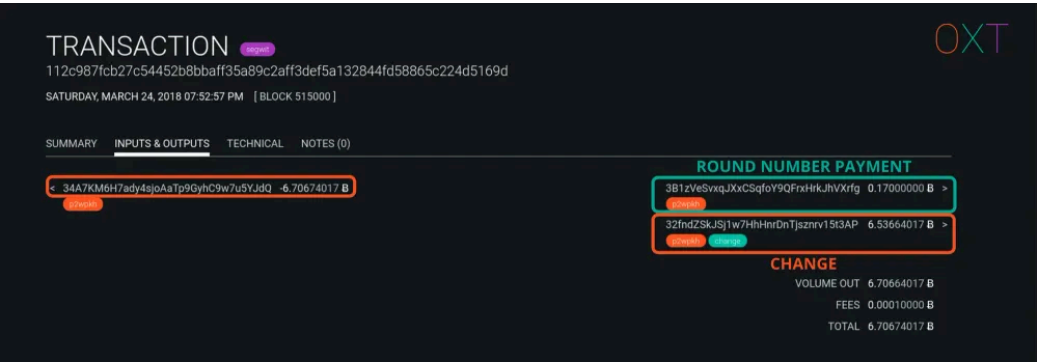 TRANSACTION segwit
OXT
112c987fcb27c54452b8bbaff35a89c2aff3def5a132844fd58865c224d5169d
SATURDAY, MARCH 24, 2018 07:52:57 PM [ BLOCK 515000 ]
SUMMARY INPUTS & OUTPUTS TECHNICAL NOTES (0)
ROUND NUMBER PAYMENT
< 34A7KM6H7ady4sjoAaTp9GyhC9w7u5YJdQ -6.70674017 Ƀ
p2wpkh
3B1zVeSvxqJXxCSqfoY9QFrxHrkJhVXrfg 0.17000000 Ƀ >
p2wpkh
32fndZSkJSj1w7HhHnrDnTjsznrv15t3AP 6.53664017 Ƀ >
p2wpkh change
CHANGE
VOLUME OUT 6.70664017 Ƀ
FEES 0.00010000 Ƀ
TOTAL 6.70674017 Ƀ